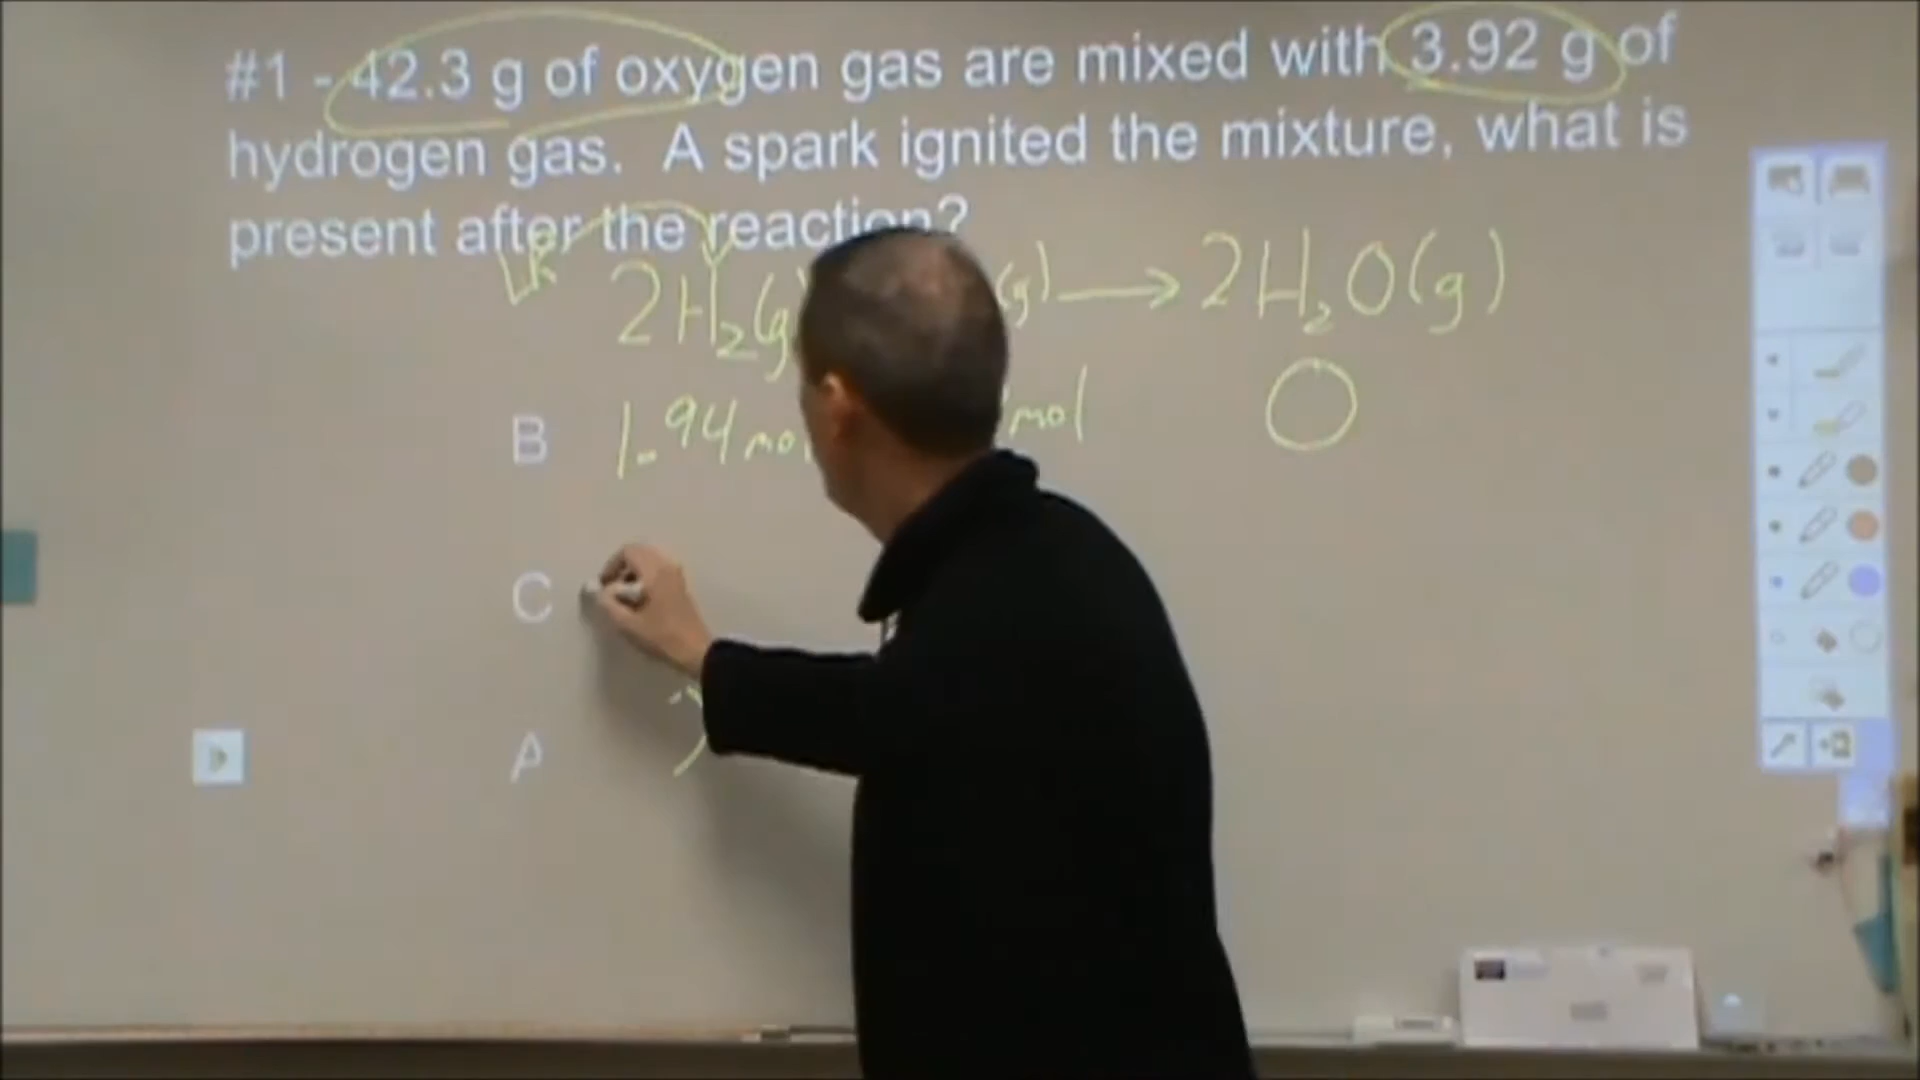 #1 - 42.3 g of oxygen gas are mixed with 3.92 g of
hydrogen gas. A spark ignited the mixture, what is
present after the reaction?
LR 2H₂(g) (g) → 2H₂O(g)
B 1.94 mol mol O
C
A